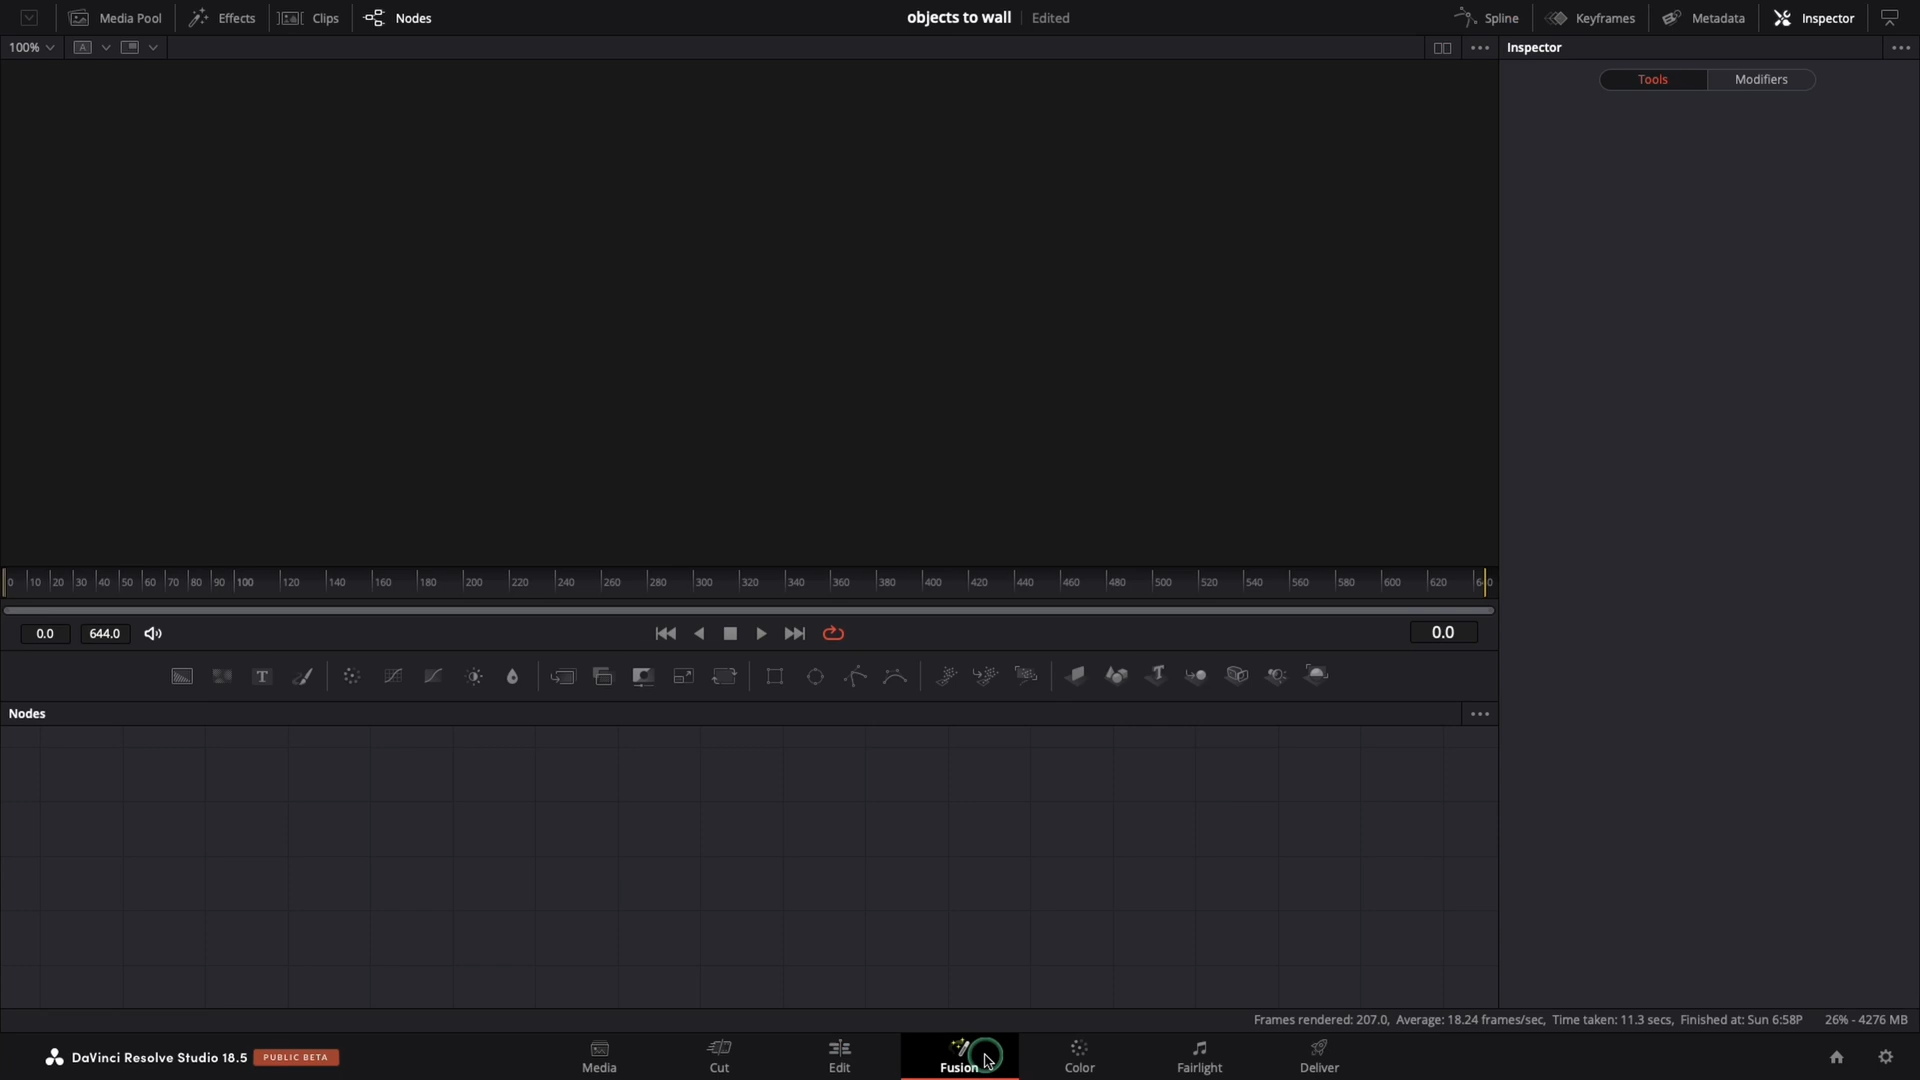 Media Pool Effects Clips Nodes objects to wall Edited Spline Keyframes Metadata Inspector
100% A Inspector
Tools Modifiers
0 10 20 30 40 50 60 70 80 90 100 120 140 160 180 200 220 240 260 280 300 320 340 360 380 400 420 440 460 480 500 520 540 560 580 600 620
0.0 644.0 0.0
T
Nodes
Frames rendered: 207.0, Average: 18.24 frames/sec, Time taken: 11.3 secs, Finished at: Sun 6:58P 26% - 4276 MB
DaVinci Resolve Studio 18.5 PUBLIC BETA
Media Cut Edit Fusion Color Fairlight Deliver